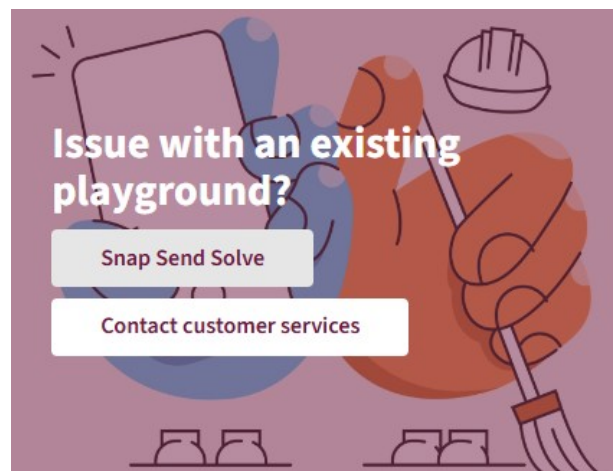 Issue with an existing
playground?
Snap Send Solve
Contact customer services